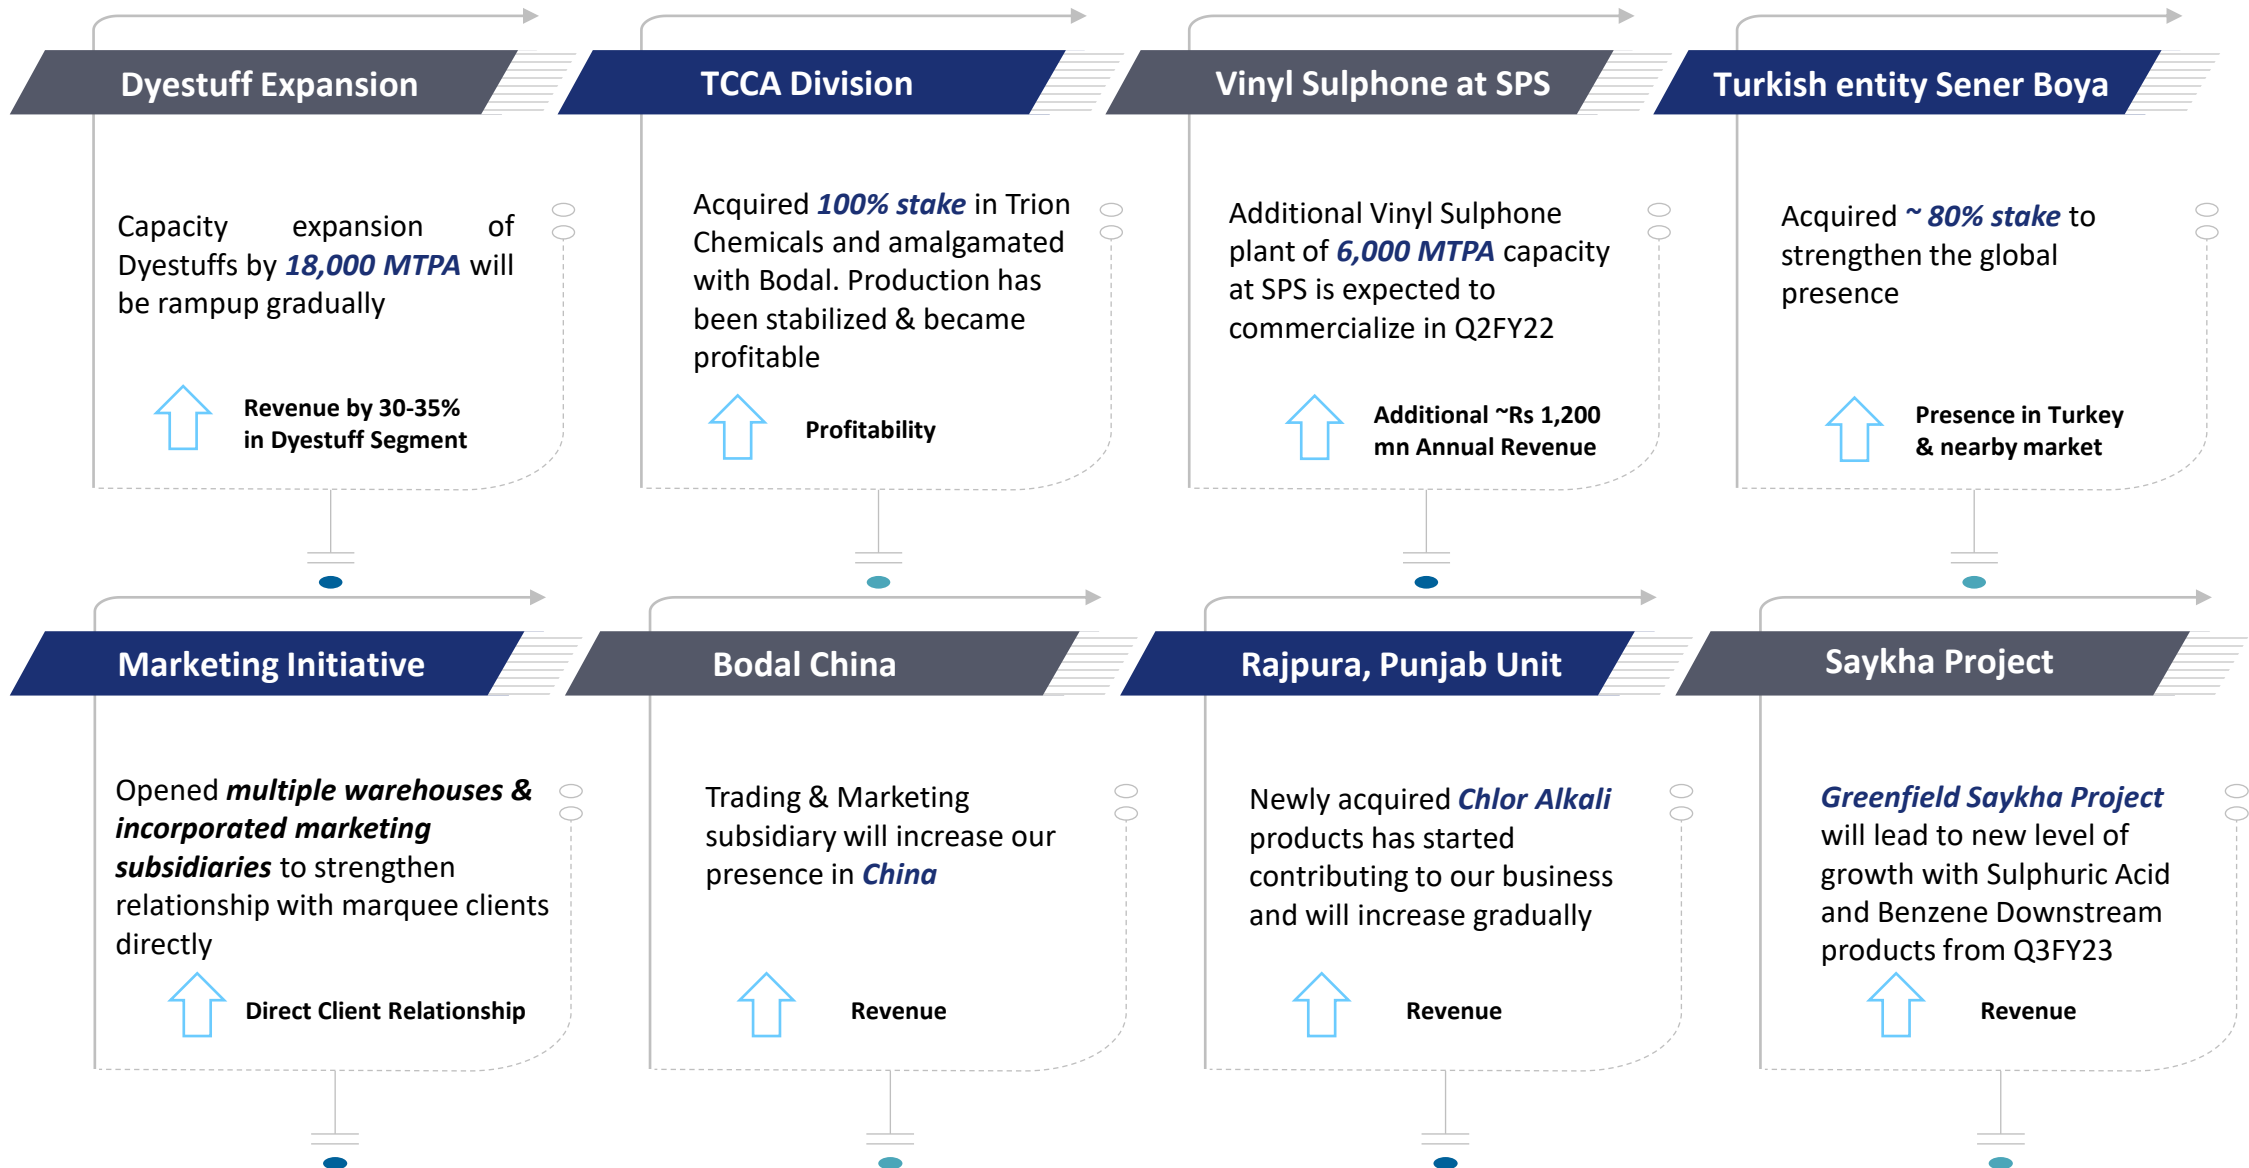 Dyestuff Expansion
Capacity expansion of
Dyestuffs by 18,000 MTPA will
be rampup gradually
Revenue by 30-35%
in Dyestuff Segment
TCCA Division
Acquired 100% stake in Trion
Chemicals and amalgamated
with Bodal. Production has
been stabilized & became
profitable
Profitability
Vinyl Sulphone at SPS
Additional Vinyl Sulphone
plant of 6,000 MTPA capacity
at SPS is expected to
commercialize in Q2FY22
Additional ~Rs 1,200
mn Annual Revenue
Turkish entity Sener Boya
Acquired ~ 80% stake to
strengthen the global
presence
Presence in Turkey
& nearby market
Marketing Initiative
Opened multiple warehouses &
incorporated marketing
subsidiaries to strengthen
relationship with marquee clients
directly
Direct Client Relationship
Bodal China
Trading & Marketing
subsidiary will increase our
presence in China
Revenue
Rajpura, Punjab Unit
Newly acquired Chlor Alkali
products has started
contributing to our business
and will increase gradually
Revenue
Saykha Project
Greenfield Saykha Project
will lead to new level of
growth with Sulphuric Acid
and Benzene Downstream
products from Q3FY23
Revenue